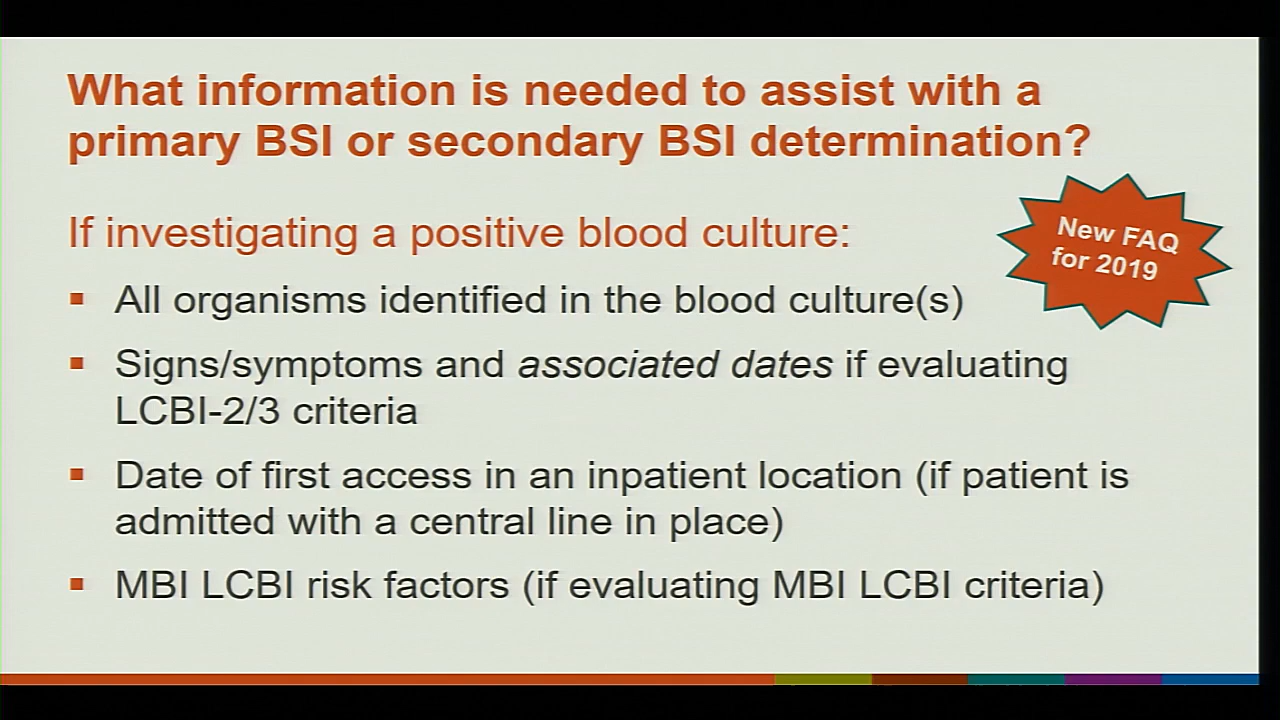 What information is needed to assist with a
primary BSI or secondary BSI determination?
If investigating a positive blood culture:
New FAQ
for 2019
▪ All organisms identified in the blood culture(s)
▪ Signs/symptoms and associated dates if evaluating
LCBI-2/3 criteria
▪ Date of first access in an inpatient location (if patient is
admitted with a central line in place)
▪ MBI LCBI risk factors (if evaluating MBI LCBI criteria)